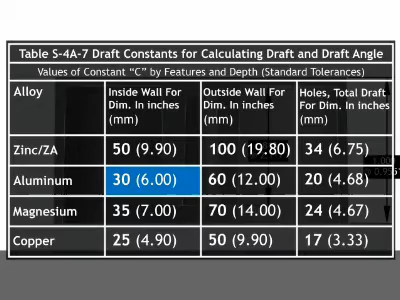 Table S-4A-7 Draft Constants for Calculating Draft and Draft Angle
Values of Constant “C” by Features and Depth (Standard Tolerances)
Alloy Inside Wall For Outside Wall For Holes, Total Draft
Dim. In inches Dim. In inches For Dim. In inches
(mm) (mm) (mm)
Zinc/ZA 50 (9.90) 100 (19.80) 34 (6.75)
Aluminum 30 (6.00) 60 (12.00) 20 (4.68)
Magnesium 35 (7.00) 70 (14.00) 24 (4.67)
Copper 25 (4.90) 50 (9.90) 17 (3.33)